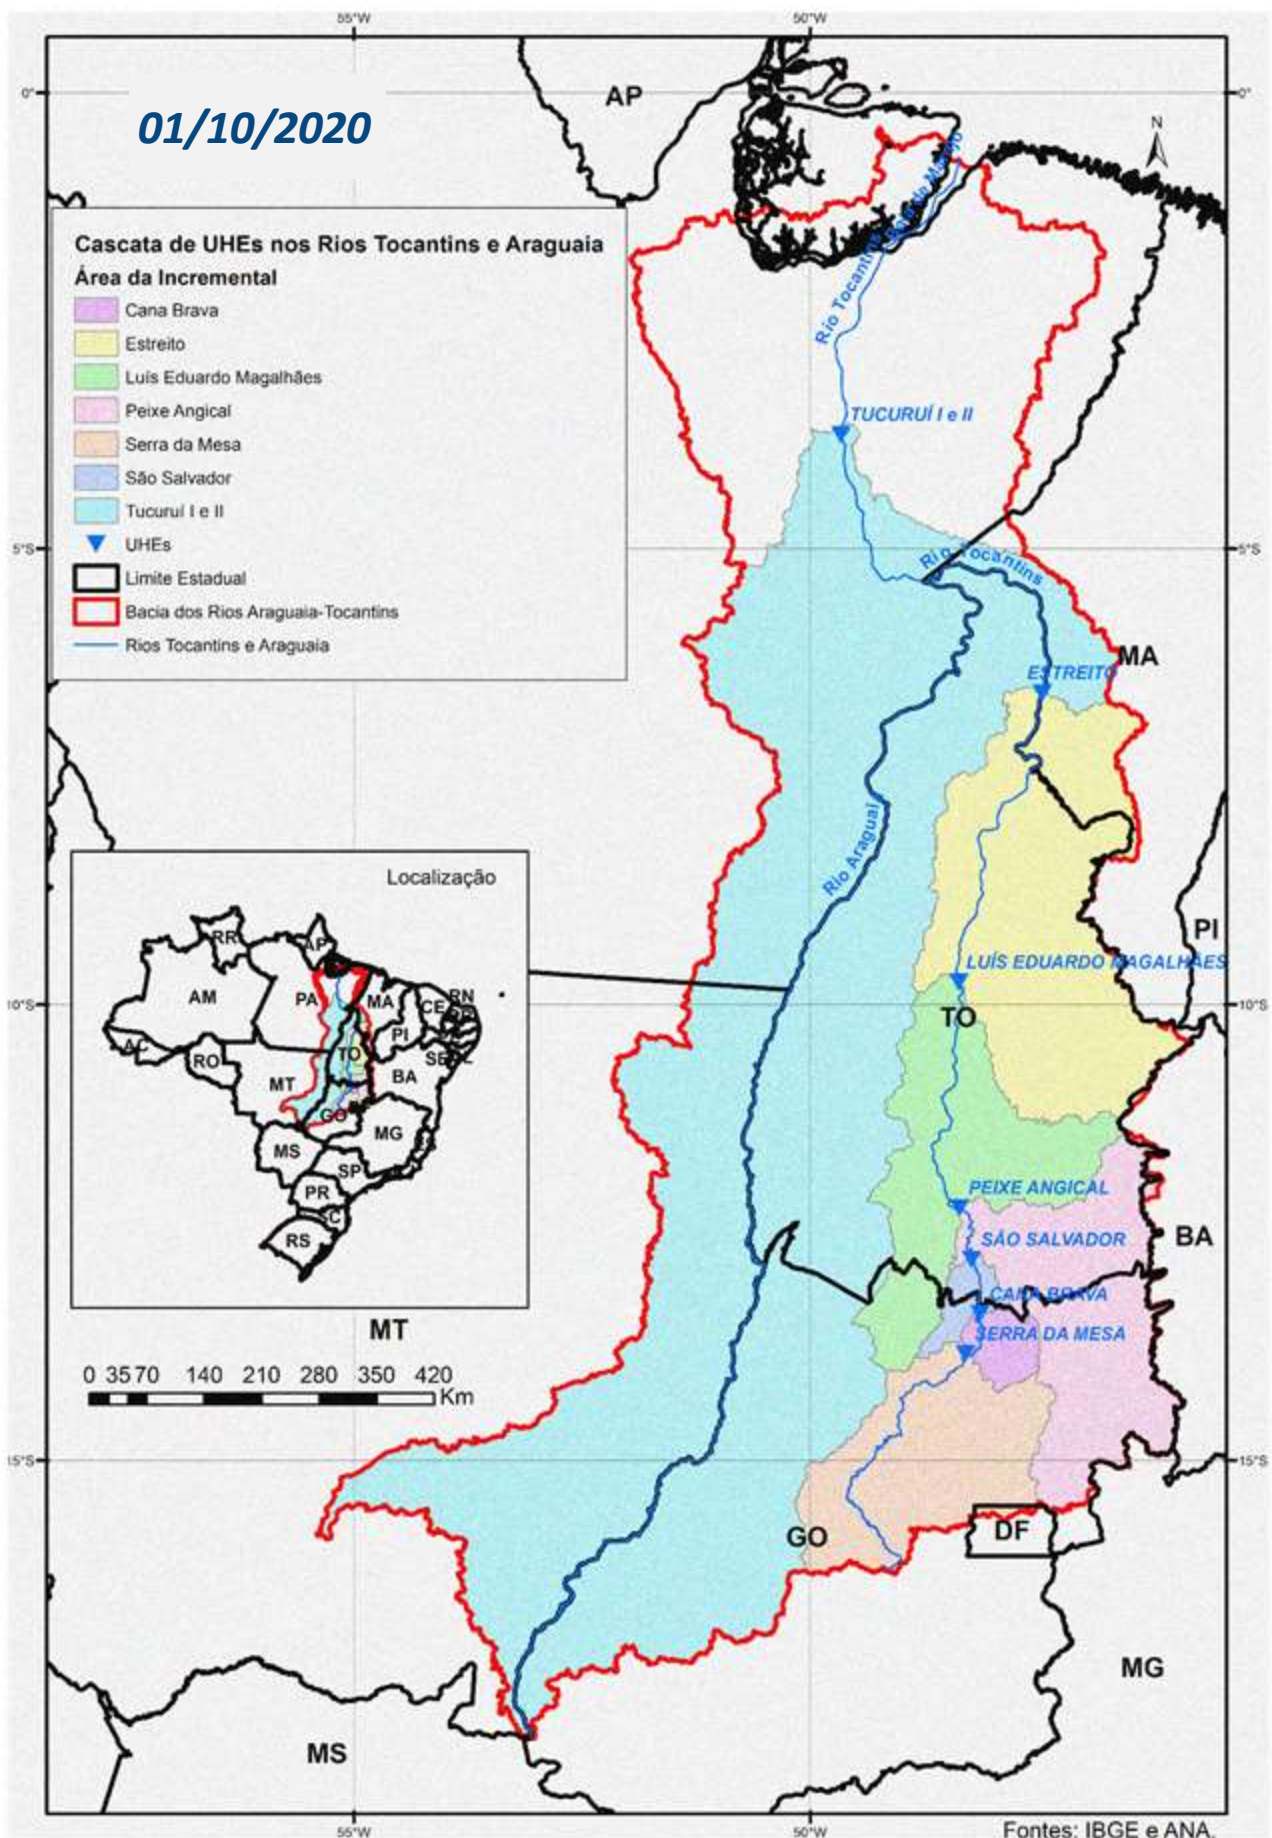 55°W
50°W
0°
0°
01/10/2020
AP
N
Cascata de UHEs nos Rios Tocantins e Araguaia
Área da Incremental
Cana Brava
Estreito
Luís Eduardo Magalhães
Peixe Angical
Serra da Mesa
São Salvador
Tucuruí I e II
UHEs
Limite Estadual
Bacia dos Rios Araguaia-Tocantins
Rios Tocantins e Araguaia
Rio Tocantins
TUCURUÍ I e II
5°S
5°S
Rio Tocantins
MA
ESTREITO
Rio Araguai
PI
LUÍS EDUARDO MAGALHÃES
10°S
10°S
TO
Localização
RR
AP
AM
PA
MA
CE
RN
PI
AC
RO
TO
SE
MT
BA
GO
MS
MG
SP
PR
SC
RS
PEIXE ANGICAL
SÃO SALVADOR
BA
CANA BRAVA
SERRA DA MESA
MT
0 35 70 140 210 280 350 420
Km
15°S
15°S
GO
DF
MG
MS
55°W
50°W
Fontes: IBGE e ANA.